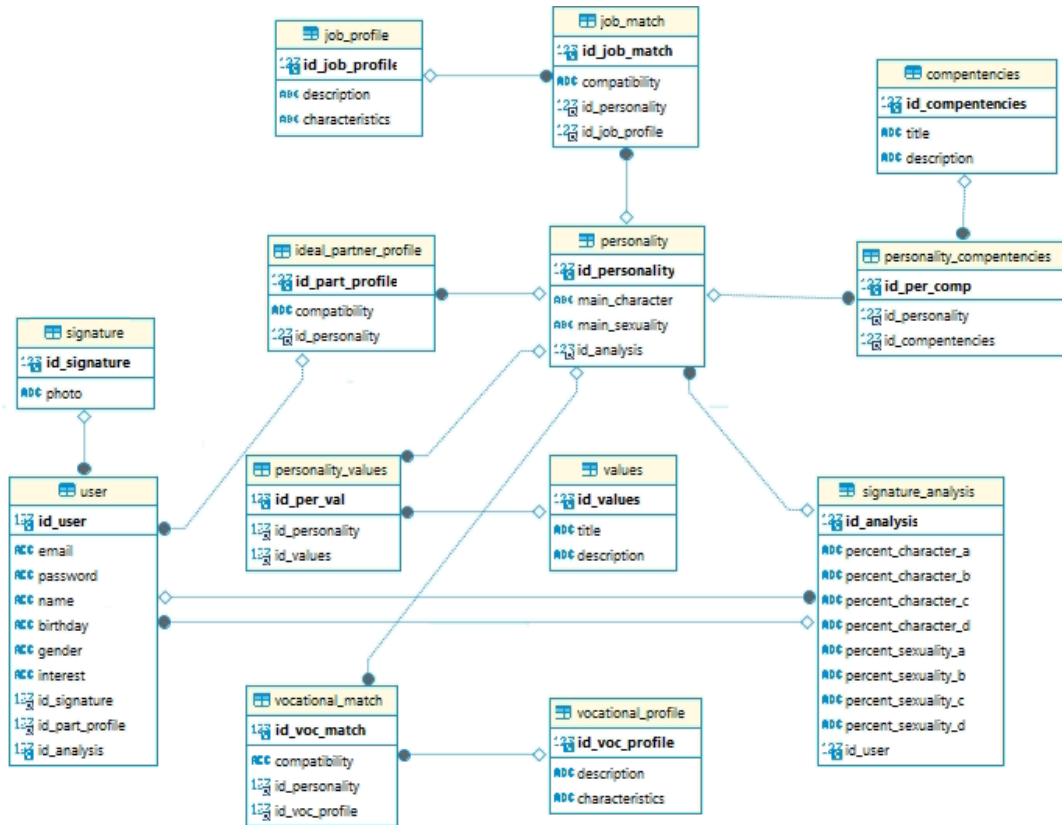 job_profile
id_job_profile
description
characteristics
job_match
id_job_match
compatibility
id_personality
id_job_profile
compentencies
id_compentencies
title
description
ideal_partner_profile
id_part_profile
compatibility
id_personality
personality
id_personality
main_character
main_sexuality
id_analysis
personality_compentencies
id_per_comp
id_personality
id_compentencies
signature
id_signature
photo
user
id_user
email
password
name
birthday
gender
interest
id_signature
id_part_profile
id_analysis
personality_values
id_per_val
id_personality
id_values
values
id_values
title
description
signature_analysis
id_analysis
percent_character_a
percent_character_b
percent_character_c
percent_character_d
percent_sexuality_a
percent_sexuality_b
percent_sexuality_c
percent_sexuality_d
id_user
vocational_match
id_voc_match
compatibility
id_personality
id_voc_profile
vocational_profile
id_voc_profile
description
characteristics